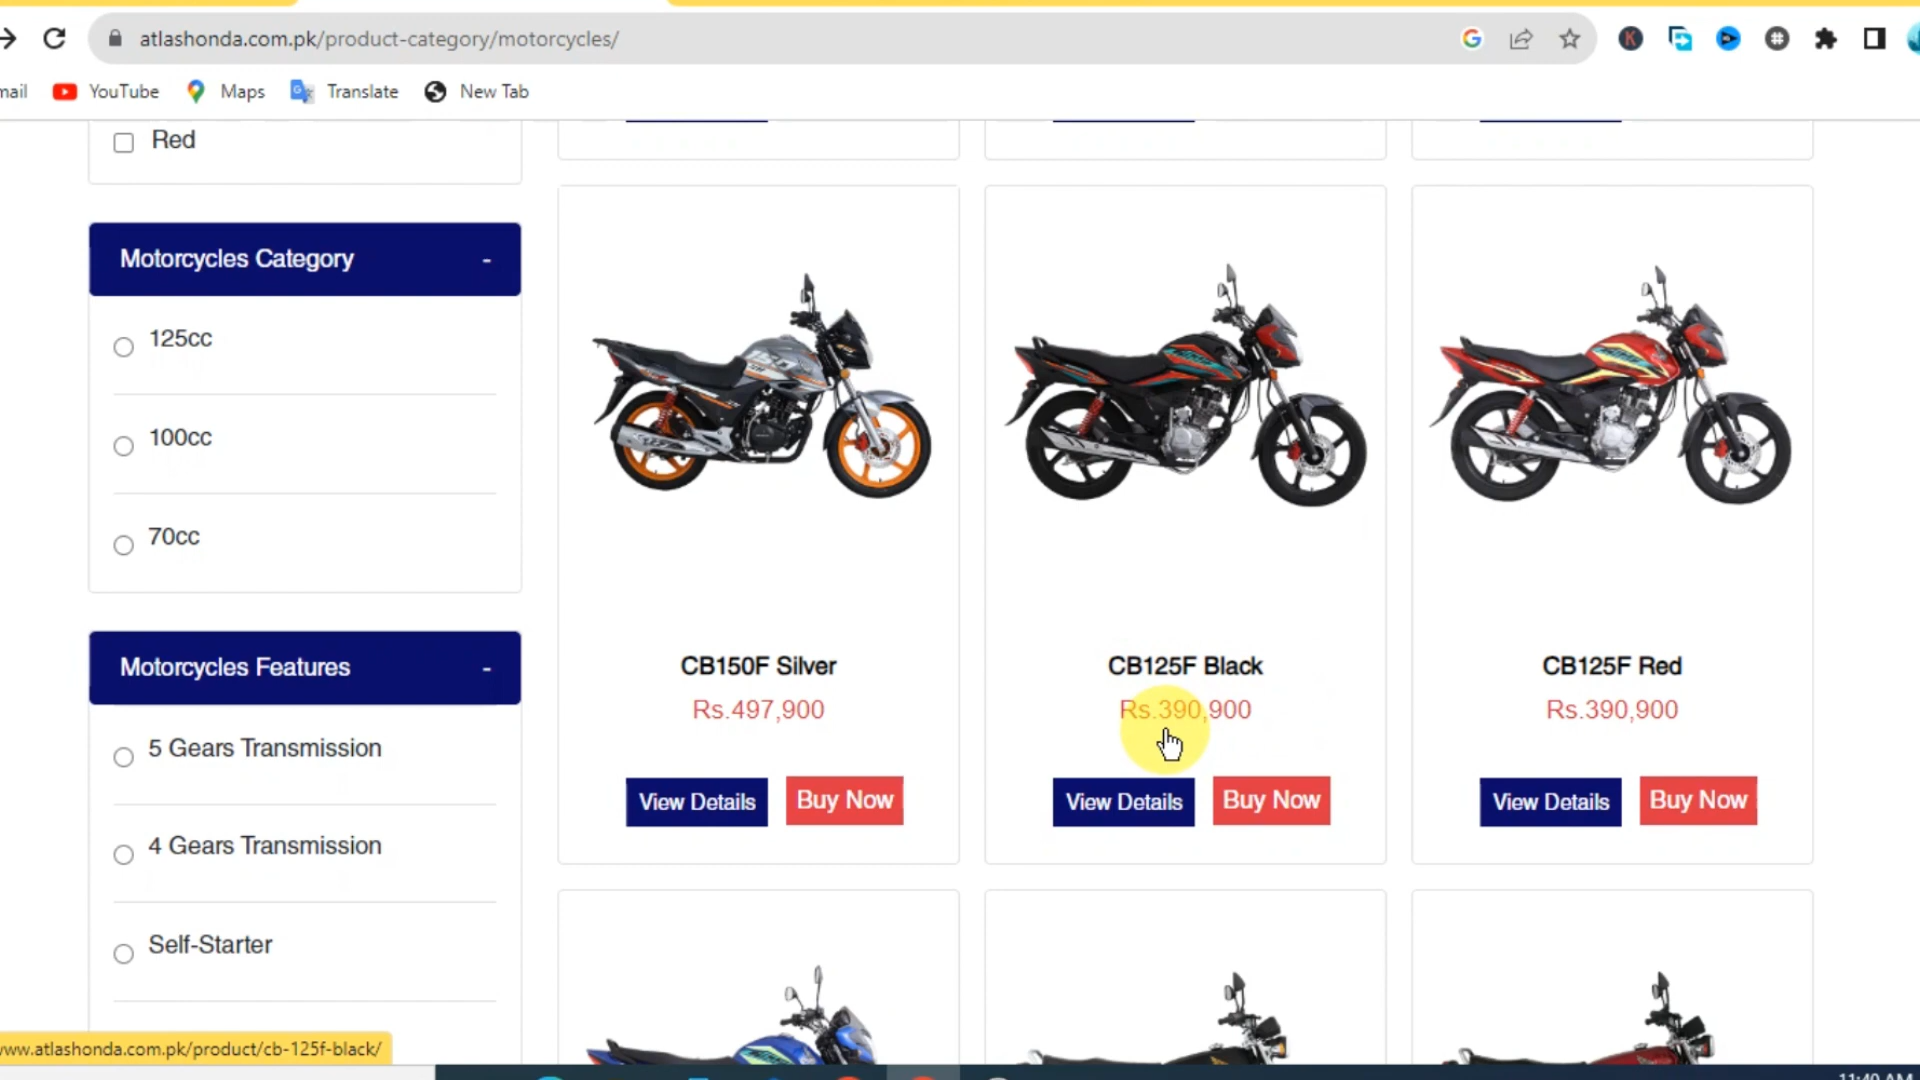 atlashonda.com.pk/product-category/motorcycles/
mail YouTube Maps Translate New Tab
Red
Motorcycles Category -
125cc
100cc
70cc
Motorcycles Features -
5 Gears Transmission
4 Gears Transmission
Self-Starter
CB150F Silver
Rs.497,900
View Details Buy Now
CB125F Black
Rs.390,900
View Details Buy Now
CB125F Red
Rs.390,900
View Details Buy Now
www.atlashonda.com.pk/product/cb-125f-black/
11:40 AM